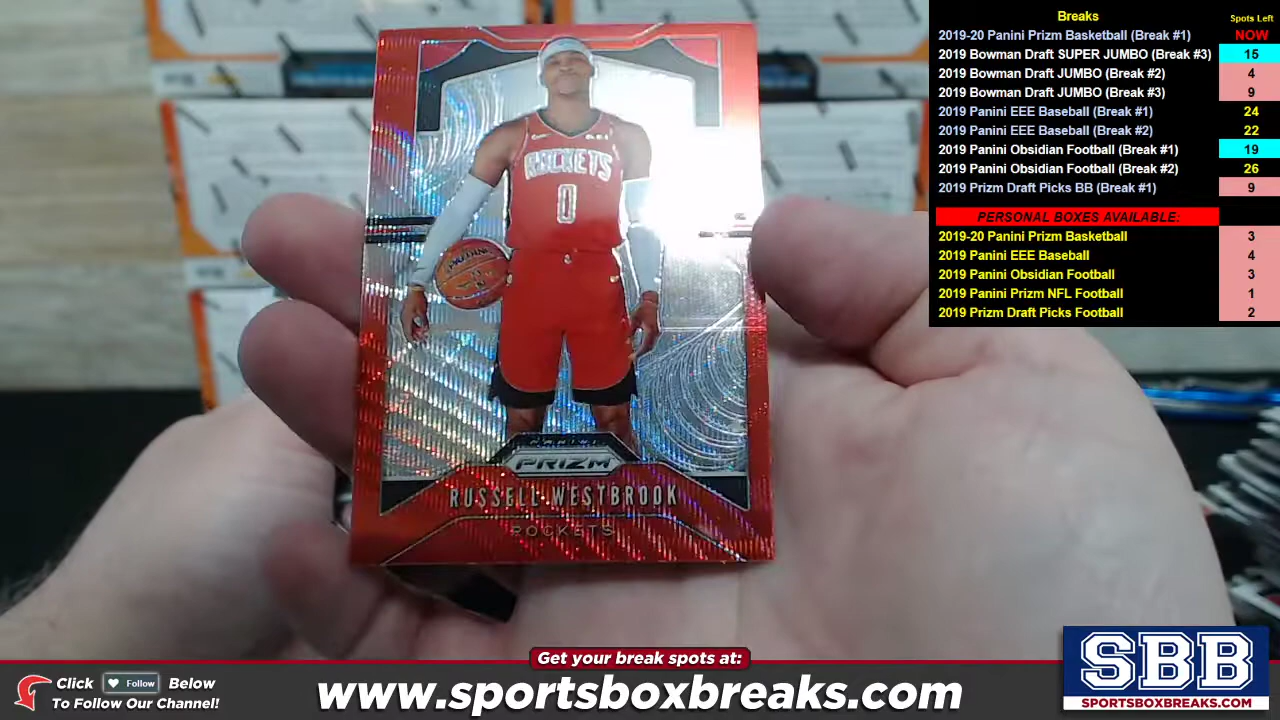 Breaks Spots Left
2019-20 Panini Prizm Basketball (Break #1) NOW
2019 Bowman Draft SUPER JUMBO (Break #3) 15
2019 Bowman Draft JUMBO (Break #2) 4
2019 Bowman Draft JUMBO (Break #3) 9
2019 Panini EEE Baseball (Break #1) 24
2019 Panini EEE Baseball (Break #2) 22
2019 Panini Obsidian Football (Break #1) 19
2019 Panini Obsidian Football (Break #2) 26
2019 Prizm Draft Picks BB (Break #1) 9
PERSONAL BOXES AVAILABLE:
2019-20 Panini Prizm Basketball 3
2019 Panini EEE Baseball 4
2019 Panini Obsidian Football 3
2019 Panini Prizm NFL Football 1
2019 Prizm Draft Picks Football 2
ROCKETS
0
SPALDING
PANINI
PRIZM
RUSSELL WESTBROOK
ROCKETS
Get your break spots at:
www.sportsboxbreaks.com
Click Follow Below
To Follow Our Channel!
SBB
SPORTSBOXBREAKS.COM